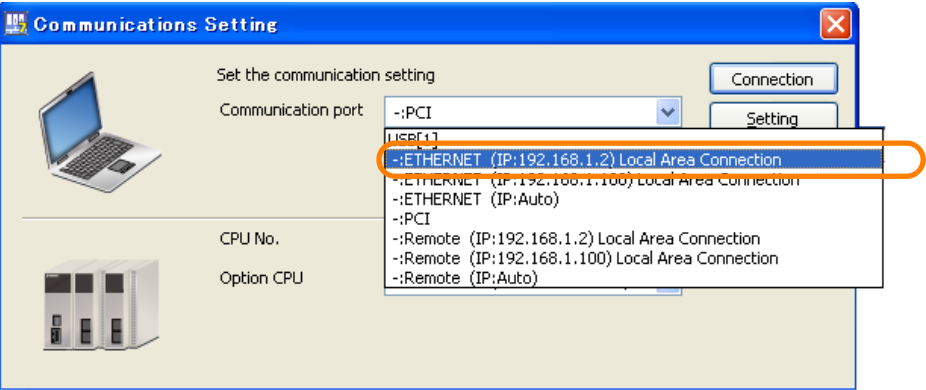 Communications Setting
Set the communication setting
Connection
Communication port
-:PCI
Setting
USB[1]
-:ETHERNET (IP:192.168.1.2) Local Area Connection
-:ETHERNET (IP:192.168.1.100) Local Area Connection
-:ETHERNET (IP:Auto)
-:PCI
-:Remote (IP:192.168.1.2) Local Area Connection
-:Remote (IP:192.168.1.100) Local Area Connection
-:Remote (IP:Auto)
CPU No.
Option CPU